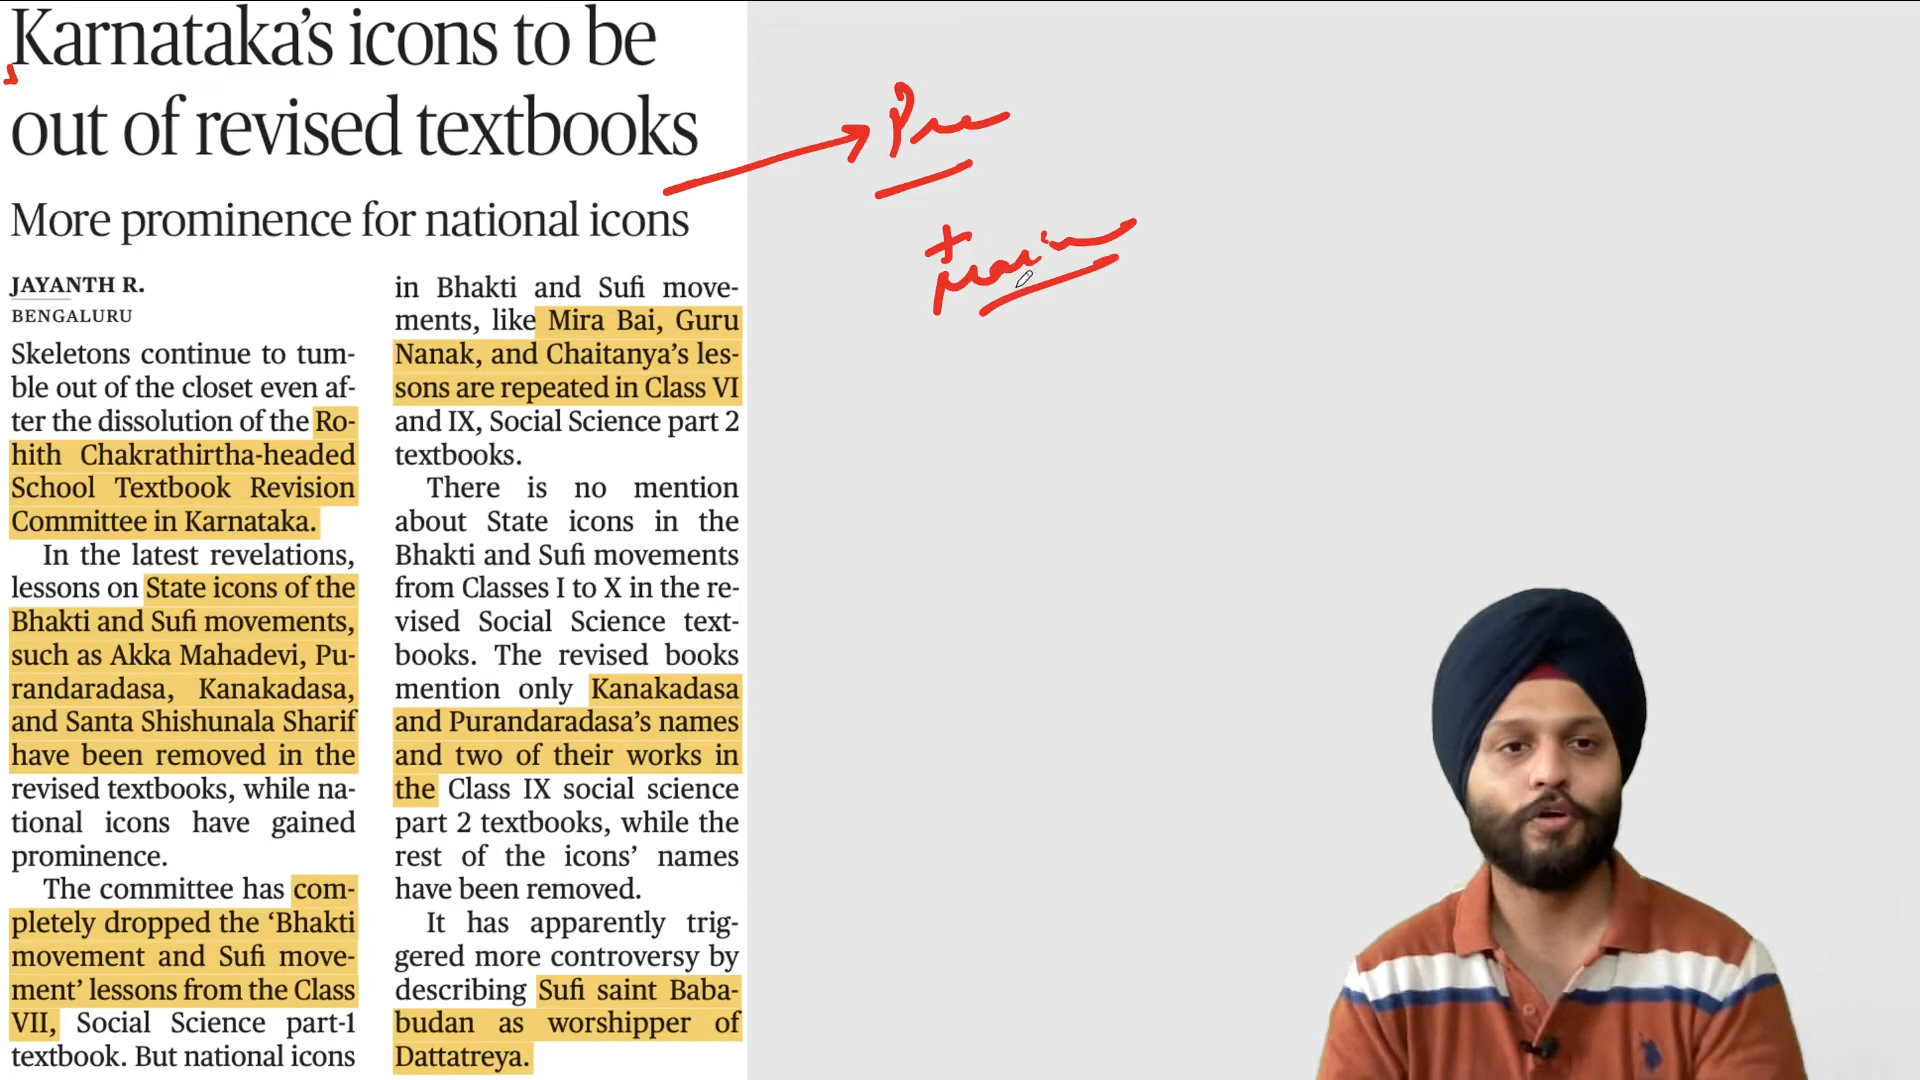 Karnataka's icons to be
out of revised textbooks
More prominence for national icons
JAYANTH R.
BENGALURU
Skeletons continue to tum-
ble out of the closet even af-
ter the dissolution of the Ro-
hith Chakrathirtha-headed
School Textbook Revision
Committee in Karnataka.
In the latest revelations,
lessons on State icons of the
Bhakti and Sufi movements,
such as Akka Mahadevi, Pu-
randaradasa, Kanakadasa,
and Santa Shishunala Sharif
have been removed in the
revised textbooks, while na-
tional icons have gained
prominence.
The committee has com-
pletely dropped the ‘Bhakti
movement and Sufi move-
ment’ lessons from the Class
VII, Social Science part-1
textbook. But national icons
in Bhakti and Sufi move-
ments, like Mira Bai, Guru
Nanak, and Chaitanya’s les-
sons are repeated in Class VI
and IX, Social Science part 2
textbooks.
There is no mention
about State icons in the
Bhakti and Sufi movements
from Classes I to X in the re-
vised Social Science text-
books. The revised books
mention only Kanakadasa
and Purandaradasa’s names
and two of their works in
the Class IX social science
part 2 textbooks, while the
rest of the icons’ names
have been removed.
It has apparently trig-
gered more controversy by
describing Sufi saint Baba-
budan as worshipper of
Dattatreya.
Pre
+